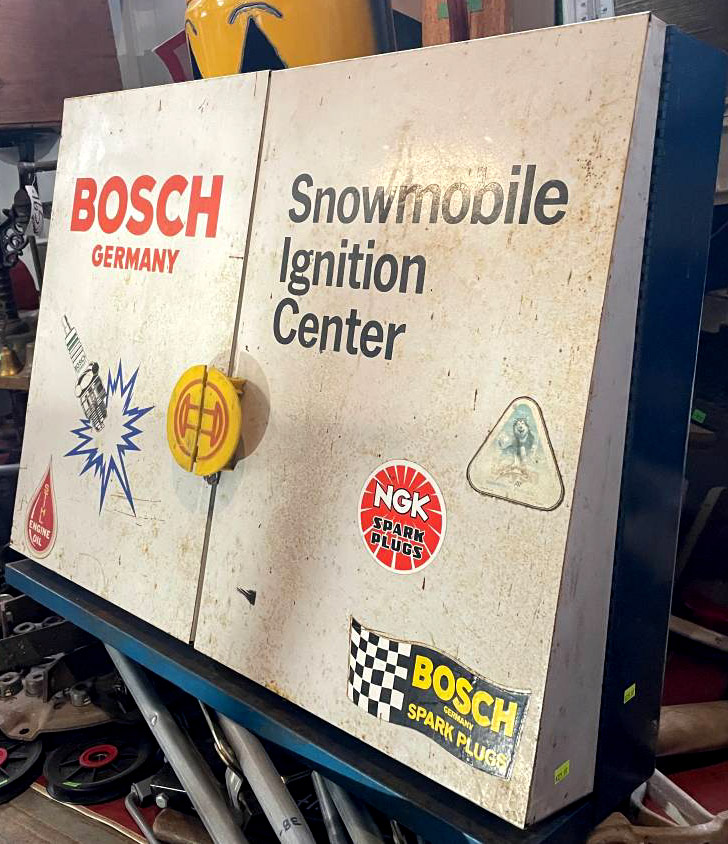 BOSCH
GERMANY
Snowmobile
Ignition
Center
NGK
SPARK
PLUGS
ENGINE
OIL
BOSCH
GERMANY
SPARK PLUGS